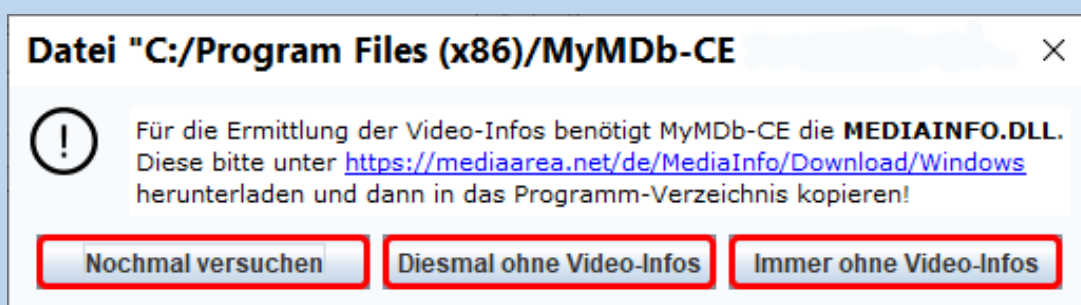 Datei "C:/Program Files (x86)/MyMDb-CE
Für die Ermittlung der Video-Infos benötigt MyMDb-CE die MEDIAINFO.DLL.
Diese bitte unter https://mediaarea.net/de/MediaInfo/Download/Windows
herunterladen und dann in das Programm-Verzeichnis kopieren!
Nochmal versuchen Diesmal ohne Video-Infos Immer ohne Video-Infos